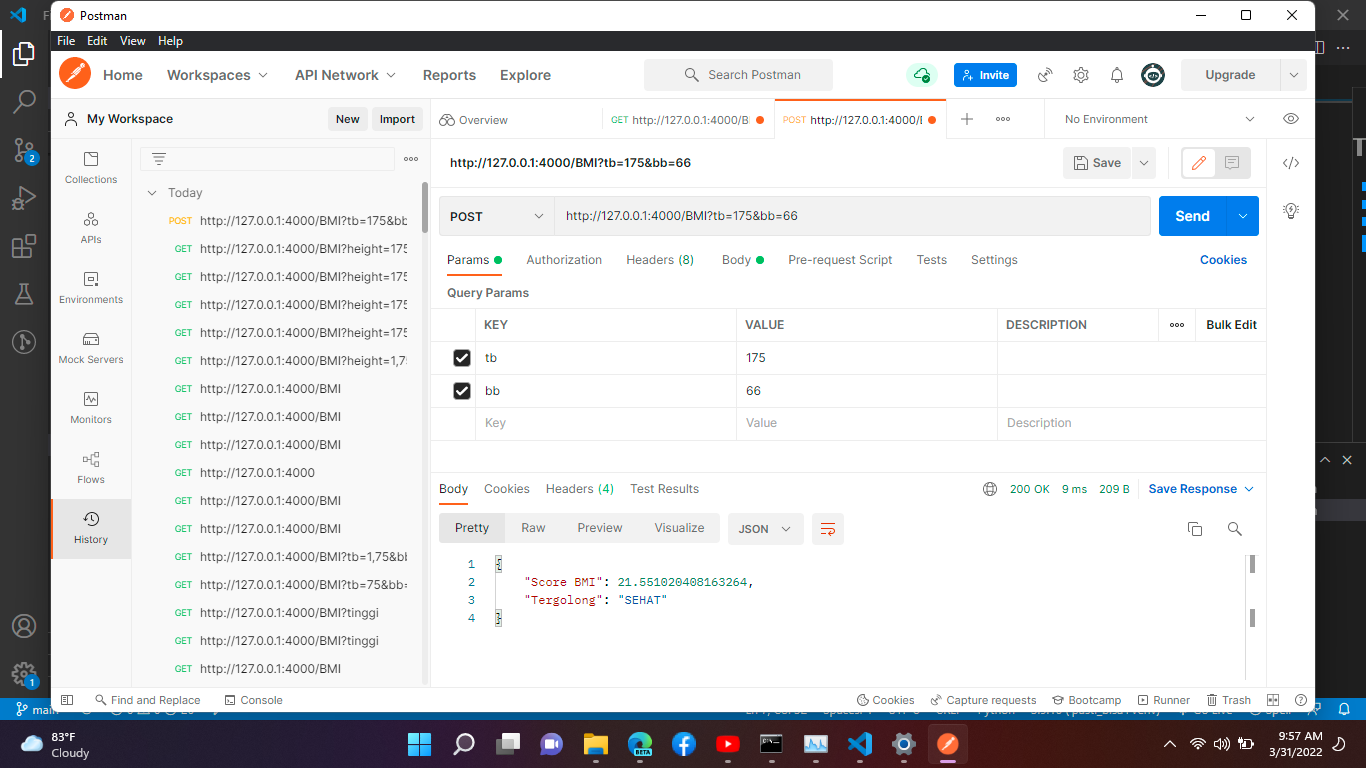 Postman
File Edit View Help
Home Workspaces API Network Reports Explore Search Postman Invite Upgrade
My Workspace New Import Overview GET http://127.0.0.1:4000/B POST http://127.0.0.1:4000/ No Environment
Collections
APIs
Environments
Mock Servers
Monitors
Flows
History
Today
POST http://127.0.0.1:4000/BMI?tb=175&bb
GET http://127.0.0.1:4000/BMI?height=175
GET http://127.0.0.1:4000/BMI?height=175
GET http://127.0.0.1:4000/BMI?height=175
GET http://127.0.0.1:4000/BMI?height=175
GET http://127.0.0.1:4000/BMI?height=1,75
GET http://127.0.0.1:4000/BMI
GET http://127.0.0.1:4000/BMI
GET http://127.0.0.1:4000/BMI
GET http://127.0.0.1:4000
GET http://127.0.0.1:4000/BMI
GET http://127.0.0.1:4000/BMI
GET http://127.0.0.1:4000/BMI?tb=1,75&bb
GET http://127.0.0.1:4000/BMI?tb=75&bb=
GET http://127.0.0.1:4000/BMI?tinggi
GET http://127.0.0.1:4000/BMI?tinggi
GET http://127.0.0.1:4000/BMI
http://127.0.0.1:4000/BMI?tb=175&bb=66 Save
POST http://127.0.0.1:4000/BMI?tb=175&bb=66 Send
Params Authorization Headers (8) Body Pre-request Script Tests Settings Cookies
Query Params
KEY VALUE DESCRIPTION Bulk Edit
tb 175
bb 66
Key Value Description
Body Cookies Headers (4) Test Results 200 OK 9 ms 209 B Save Response
Pretty Raw Preview Visualize JSON
1 {
2 "Score BMI": 21.551020408163264,
3 "Tergolong": "SEHAT"
4 }
Find and Replace Console Cookies Capture requests Bootcamp Runner Trash
2
1
83°F
Cloudy
BETA
9:57 AM
3/31/2022